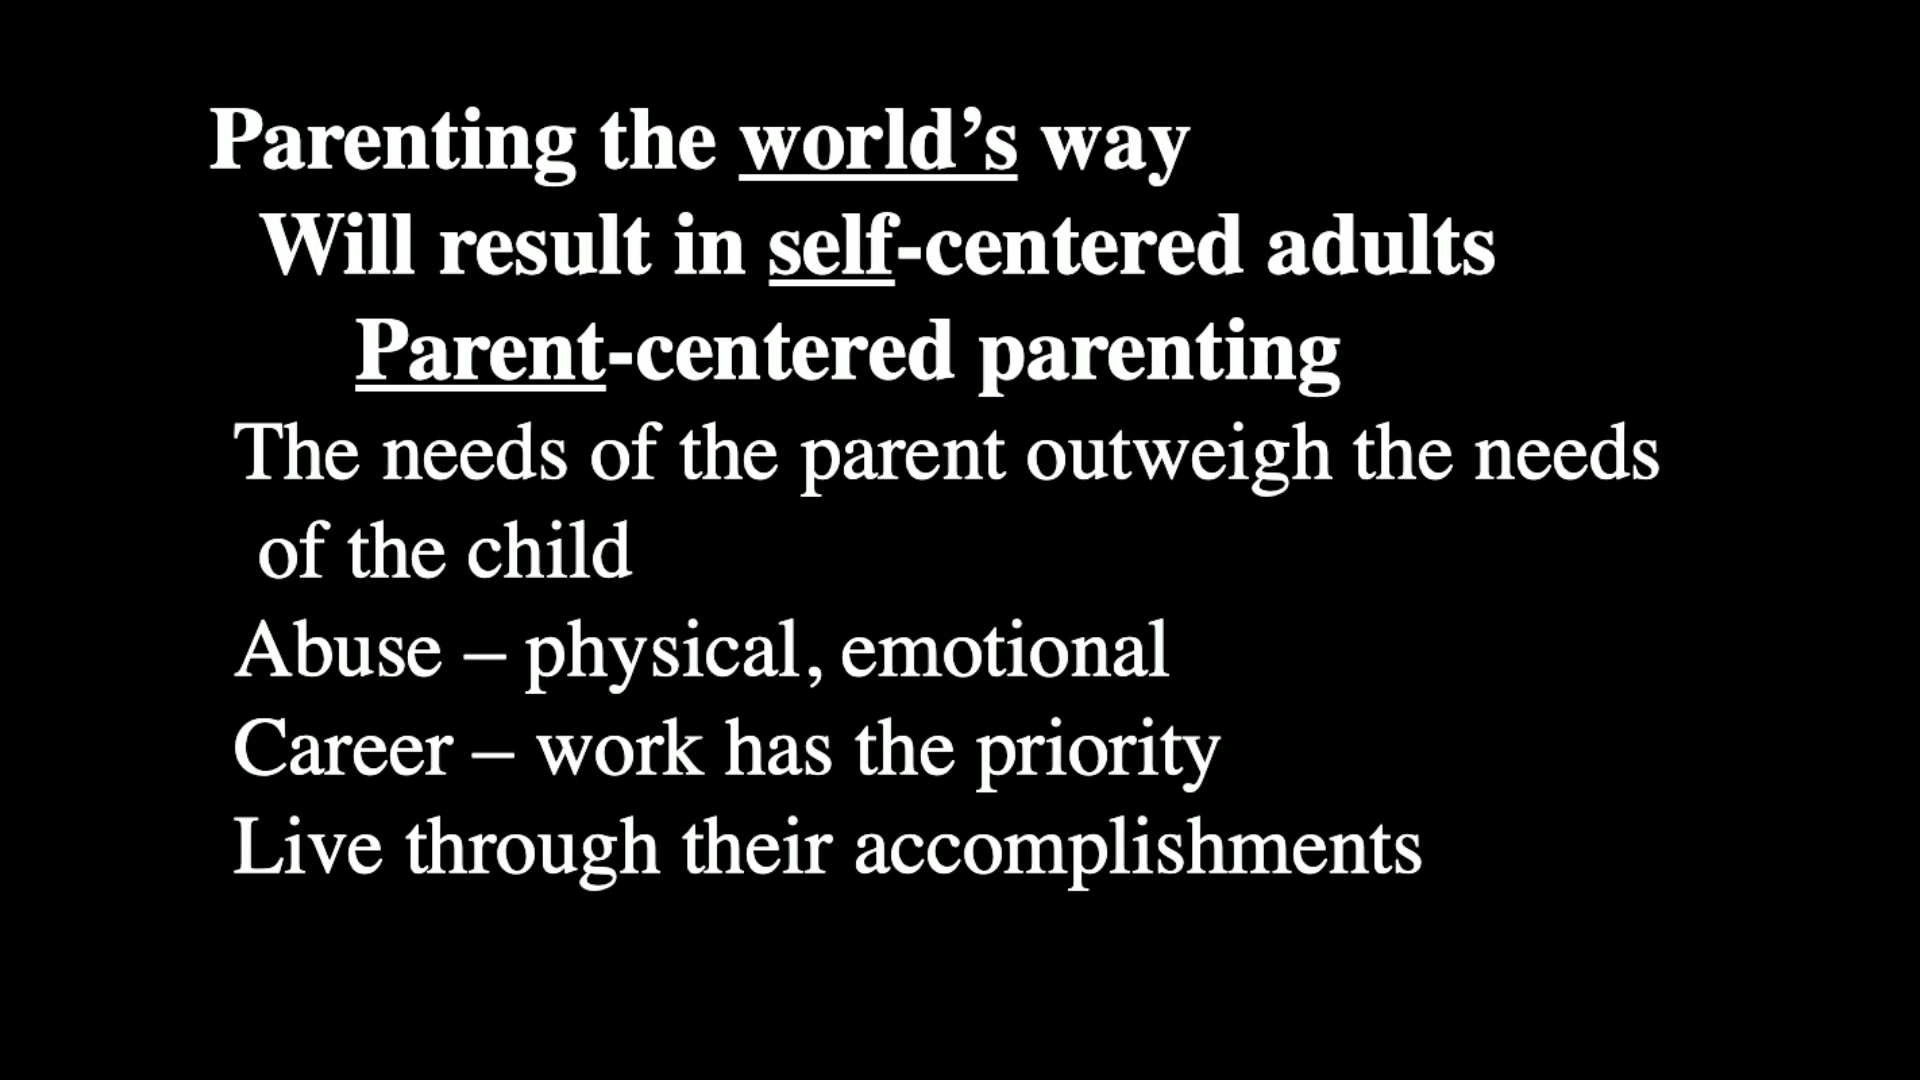 Parenting the world’s way
Will result in self-centered adults
Parent-centered parenting
The needs of the parent outweigh the needs
of the child
Abuse – physical, emotional
Career – work has the priority
Live through their accomplishments